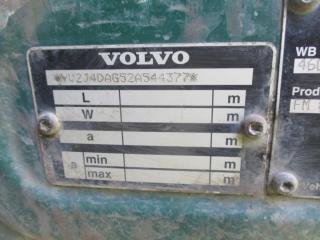 VOLVO
*YV2J4DAG52A544377*
L m
W m
a m
a min m
max m
WB
460
Prod
FM